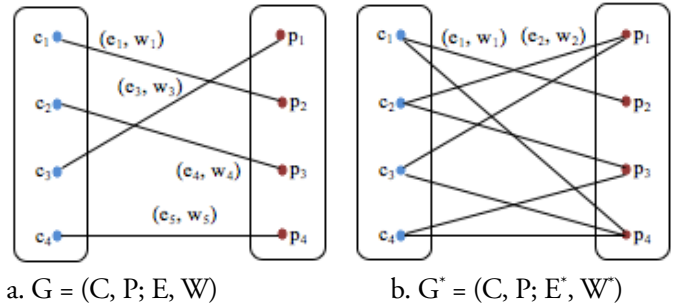 c₁
(e₁, w₁)
p₁
(e₃, w₃)
c₂
p₂
c₃
(e₄, w₄)
p₃
(e₅, w₅)
c₄
p₄
a. G = (C, P; E, W)
c₁
(e₁, w₁)
(e₂, w₂)
p₁
c₂
p₂
c₃
p₃
c₄
p₄
b. G* = (C, P; E*, W*)